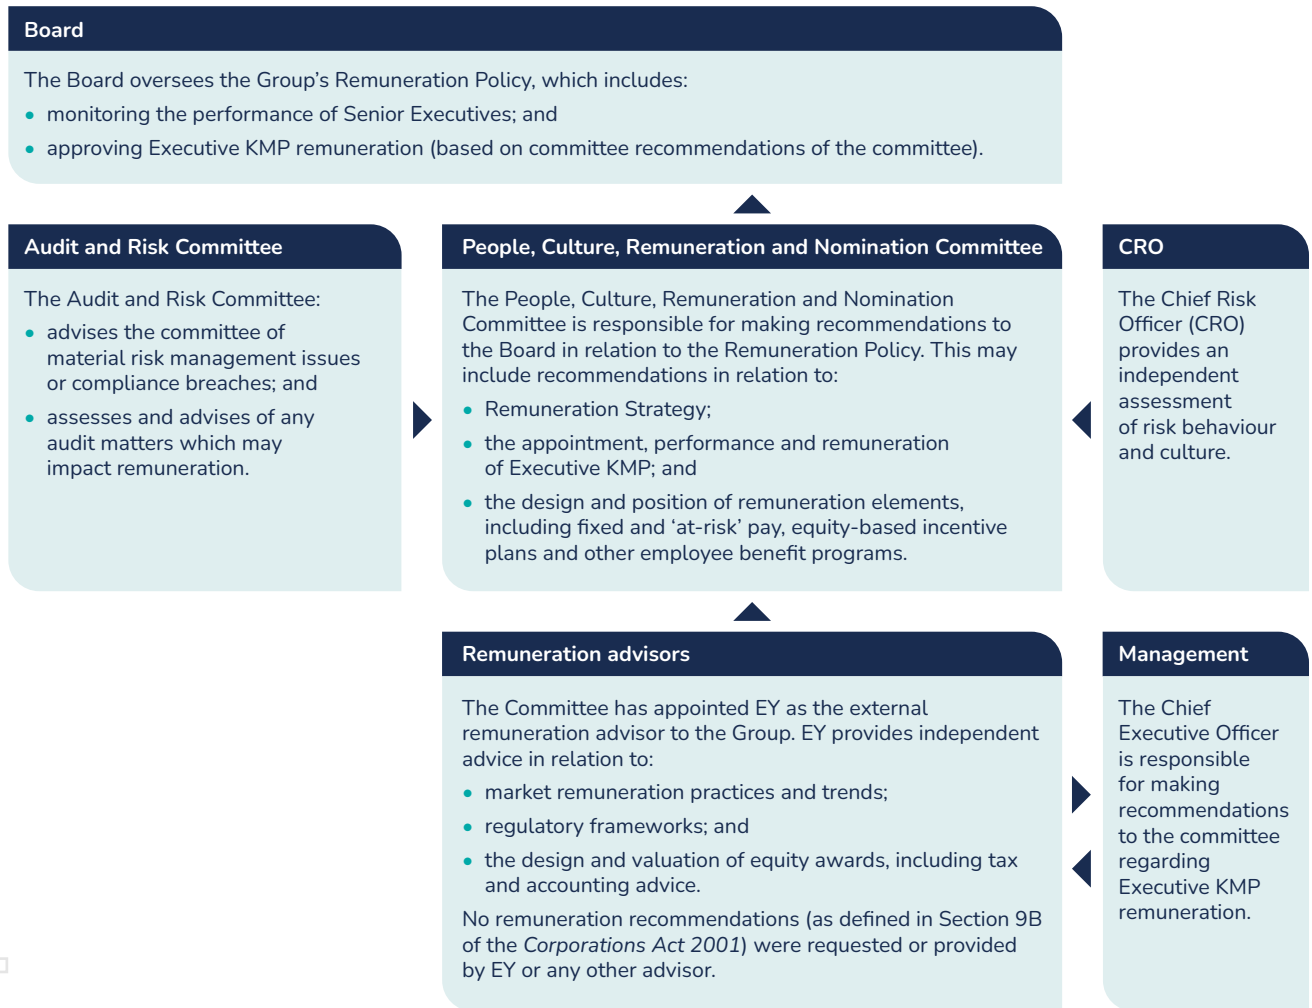 Board
The Board oversees the Group’s Remuneration Policy, which includes:
• monitoring the performance of Senior Executives; and
• approving Executive KMP remuneration (based on committee recommendations of the committee).
Audit and Risk Committee
The Audit and Risk Committee:
• advises the committee of
material risk management issues
or compliance breaches; and
• assesses and advises of any
audit matters which may
impact remuneration.
People, Culture, Remuneration and Nomination Committee
The People, Culture, Remuneration and Nomination
Committee is responsible for making recommendations to
the Board in relation to the Remuneration Policy. This may
include recommendations in relation to:
• Remuneration Strategy;
• the appointment, performance and remuneration
of Executive KMP; and
• the design and position of remuneration elements,
including fixed and ‘at-risk’ pay, equity-based incentive
plans and other employee benefit programs.
CRO
The Chief Risk
Officer (CRO)
provides an
independent
assessment
of risk behaviour
and culture.
Remuneration advisors
The Committee has appointed EY as the external
remuneration advisor to the Group. EY provides independent
advice in relation to:
• market remuneration practices and trends;
• regulatory frameworks; and
• the design and valuation of equity awards, including tax
and accounting advice.
No remuneration recommendations (as defined in Section 9B
of the Corporations Act 2001) were requested or provided
by EY or any other advisor.
Management
The Chief
Executive Officer
is responsible
for making
recommendations
to the committee
regarding
Executive KMP
remuneration.